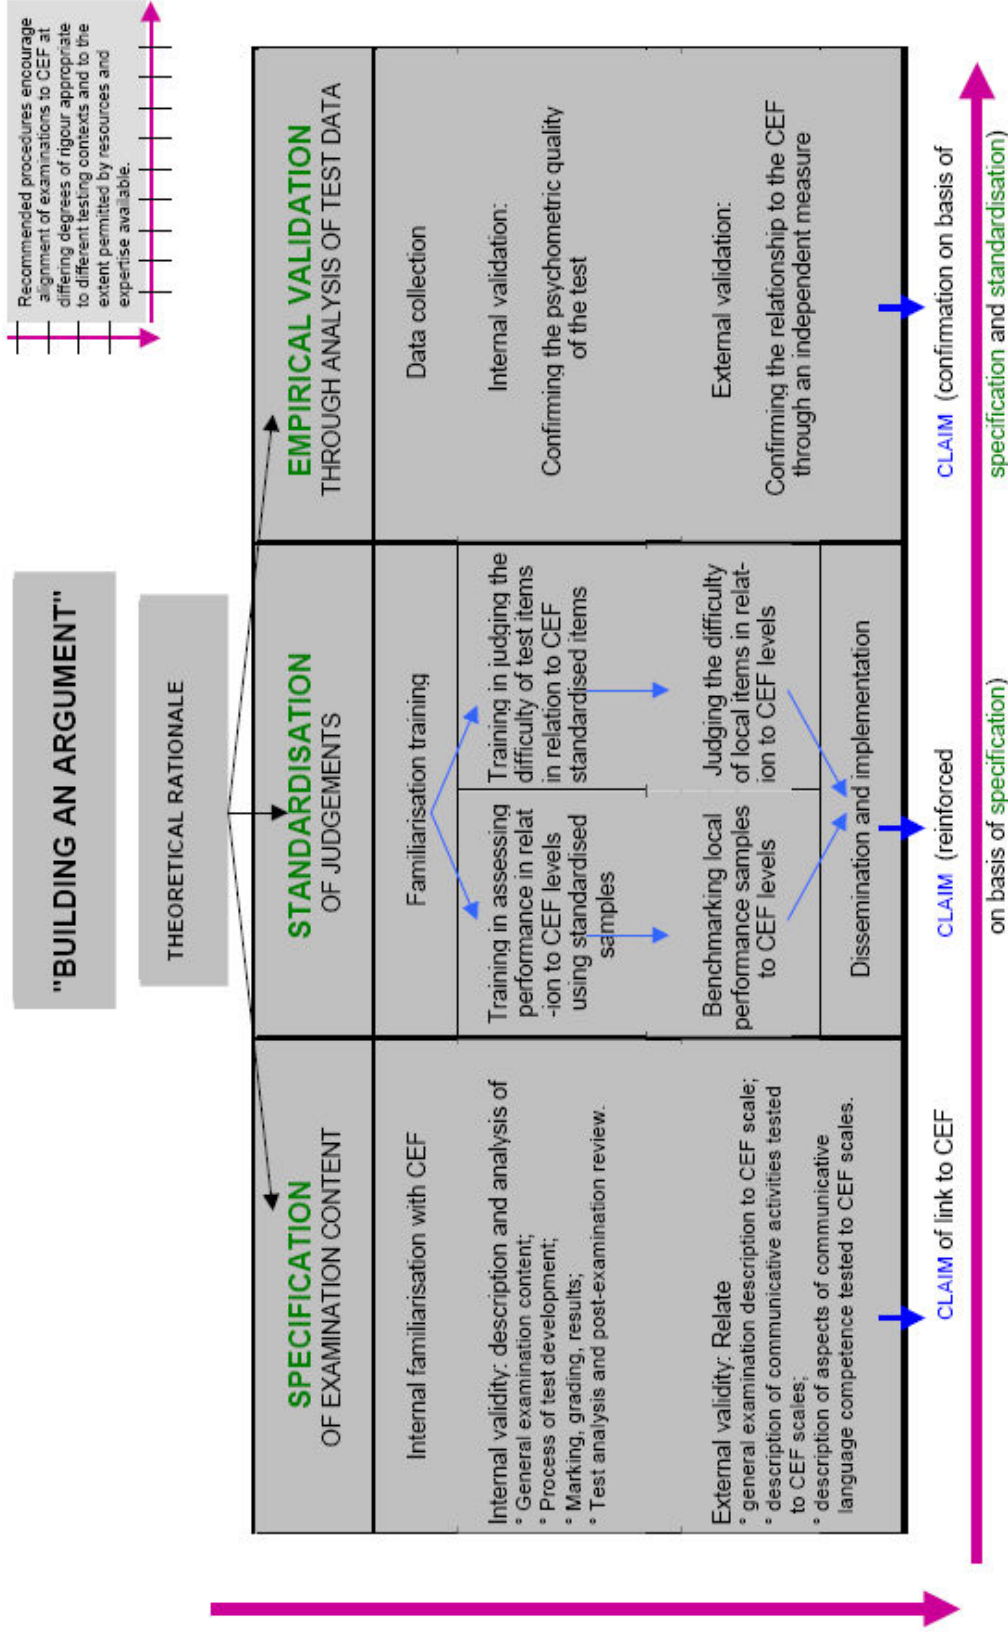 "BUILDING AN ARGUMENT"
Recommended procedures encourage
alignment of examinations to CEF at
differing degrees of rigour appropriate
to different testing contexts and to the
extent permitted by resources and
expertise available.
THEORETICAL RATIONALE
SPECIFICATION
OF EXAMINATION CONTENT
STANDARDISATION
OF JUDGEMENTS
EMPIRICAL VALIDATION
THROUGH ANALYSIS OF TEST DATA
Internal familiarisation with CEF
Familiarisation training
Data collection
Internal validity: description and analysis of
° General examination content;
° Process of test development;
° Marking, grading, results;
° Test analysis and post-examination review.
Training in assessing
performance in relat
-ion to CEF levels
using standardised
samples
Training in judging the
difficulty of test items
in relation to CEF
standardised items
Internal validation:
Confirming the psychometric quality
of the test
External validity: Relate
° general examination description to CEF scale;
° description of communicative activities tested
to CEF scales;
° description of aspects of communicative
language competence tested to CEF scales.
Benchmarking local
performance samples
to CEF levels
Judging the difficulty
of local items in relat-
ion to CEF levels
External validation:
Confirming the relationship to the CEF
through an independent measure
Dissemination and implementation
CLAIM of link to CEF
CLAIM (reinforced
on basis of specification)
CLAIM (confirmation on basis of
specification and standardisation)